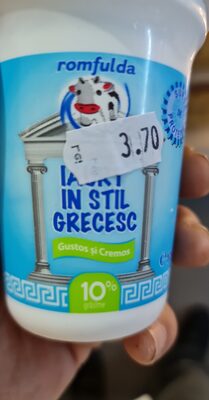 romfulda
3.70
IAURT
IN STIL
GRECESC
Gustos și Cremos
10%
grăsime